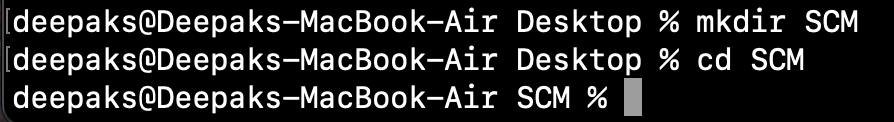 [deepaks@Deepaks-MacBook-Air Desktop % mkdir SCM
[deepaks@Deepaks-MacBook-Air Desktop % cd SCM
deepaks@Deepaks-MacBook-Air SCM %